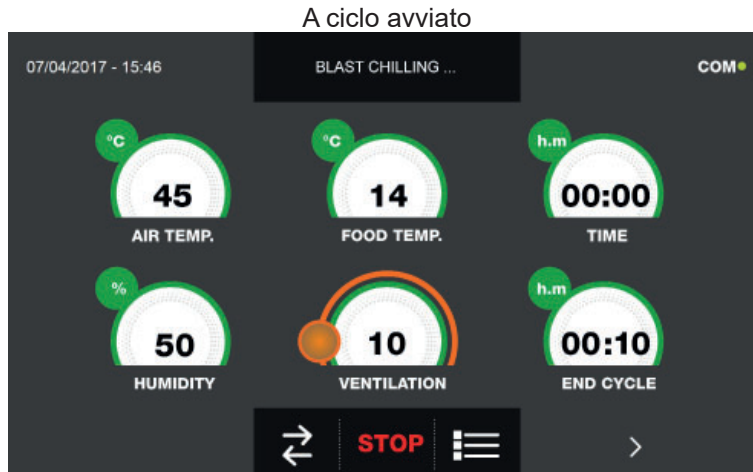 A ciclo avviato
07/04/2017 - 15:46
BLAST CHILLING ...
COM
°C
45
AIR TEMP.
°C
14
FOOD TEMP.
h.m
00:00
TIME
%
50
HUMIDITY
10
VENTILATION
h.m
00:10
END CYCLE
STOP